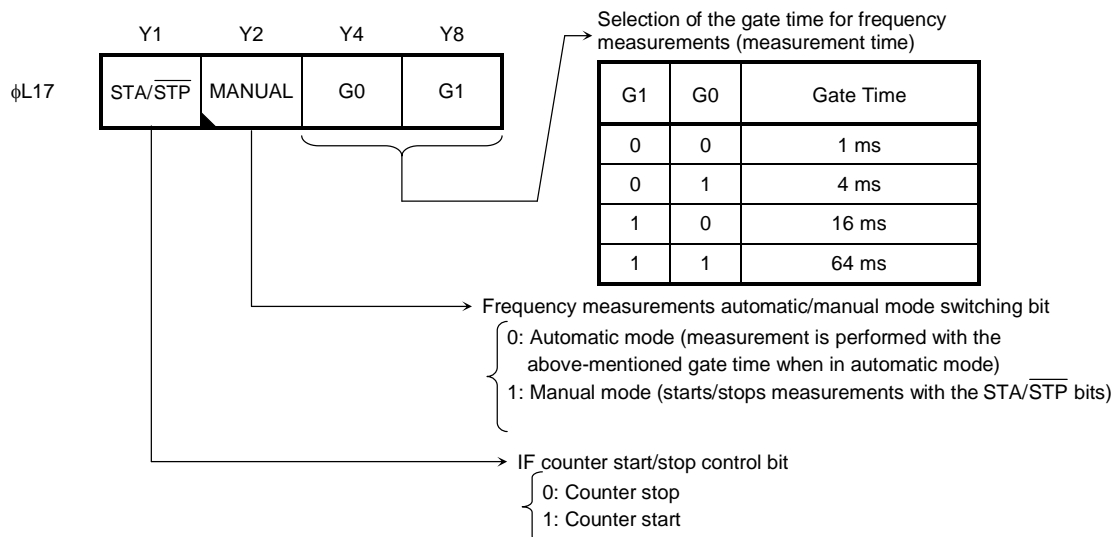 Selection of the gate time for frequency
measurements (measurement time)
Y1 Y2 Y4 Y8
ϕL17 STA/S̅T̅P̅ MANUAL G0 G1
G1 G0 Gate Time
0 0 1 ms
0 1 4 ms
1 0 16 ms
1 1 64 ms
Frequency measurements automatic/manual mode switching bit
0: Automatic mode (measurement is performed with the
above-mentioned gate time when in automatic mode)
1: Manual mode (starts/stops measurements with the STA/S̅T̅P̅ bits)
IF counter start/stop control bit
0: Counter stop
1: Counter start